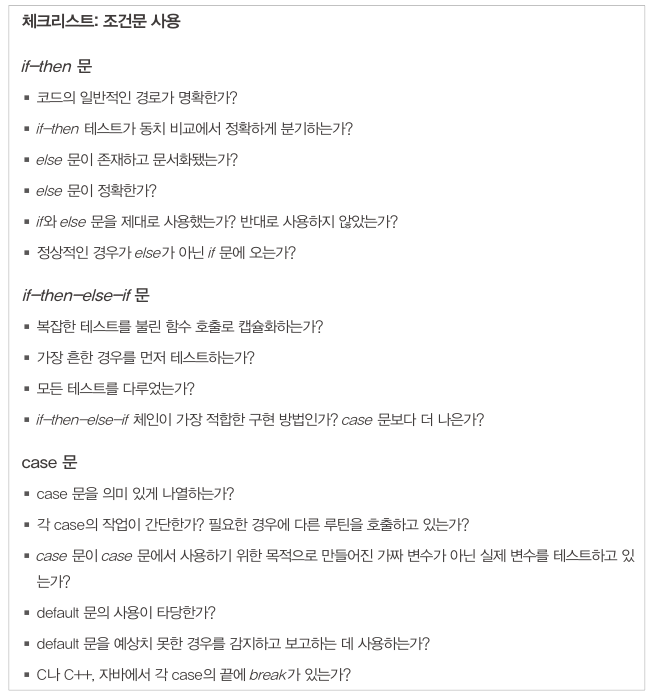 체크리스트: 조건문 사용
if-then 문
▪ 코드의 일반적인 경로가 명확한가?
▪ if-then 테스트가 동치 비교에서 정확하게 분기하는가?
▪ else 문이 존재하고 문서화됐는가?
▪ else 문이 정확한가?
▪ if와 else 문을 제대로 사용했는가? 반대로 사용하지 않았는가?
▪ 정상적인 경우가 else가 아닌 if 문에 오는가?
if-then-else-if 문
▪ 복잡한 테스트를 불린 함수 호출로 캡슐화하는가?
▪ 가장 흔한 경우를 먼저 테스트하는가?
▪ 모든 테스트를 다루었는가?
▪ if-then-else-if 체인이 가장 적합한 구현 방법인가? case 문보다 더 나은가?
case 문
▪ case 문을 의미 있게 나열하는가?
▪ 각 case의 작업이 간단한가? 필요한 경우에 다른 루틴을 호출하고 있는가?
▪ case 문이 case 문에서 사용하기 위한 목적으로 만들어진 가짜 변수가 아닌 실제 변수를 테스트하고 있
는가?
▪ default 문의 사용이 타당한가?
▪ default 문을 예상치 못한 경우를 감지하고 보고하는 데 사용하는가?
▪ C나 C++, 자바에서 각 case의 끝에 break가 있는가?